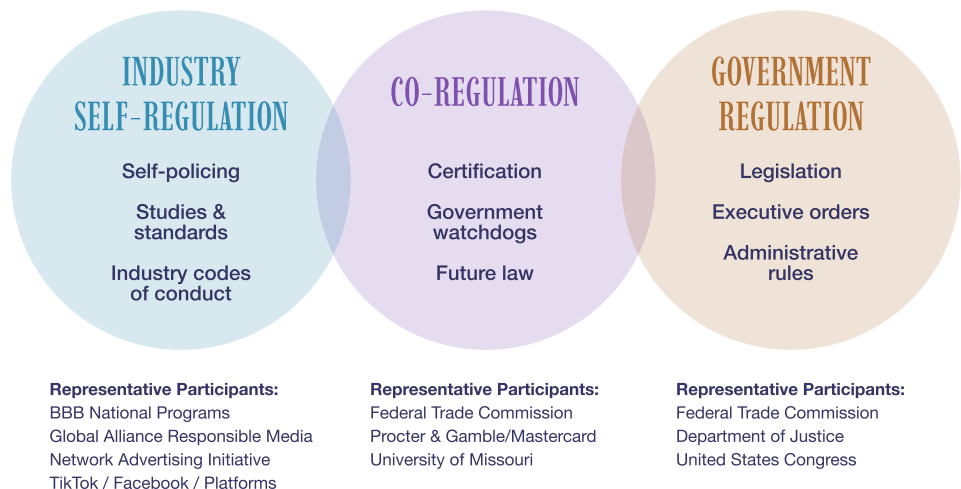 INDUSTRY
SELF-REGULATION
Self-policing
Studies &
standards
Industry codes
of conduct
CO-REGULATION
Certification
Government
watchdogs
Future law
GOVERNMENT
REGULATION
Legislation
Executive orders
Administrative
rules
Representative Participants:
BBB National Programs
Global Alliance Responsible Media
Network Advertising Initiative
TikTok / Facebook / Platforms
Representative Participants:
Federal Trade Commission
Procter & Gamble/Mastercard
University of Missouri
Representative Participants:
Federal Trade Commission
Department of Justice
United States Congress